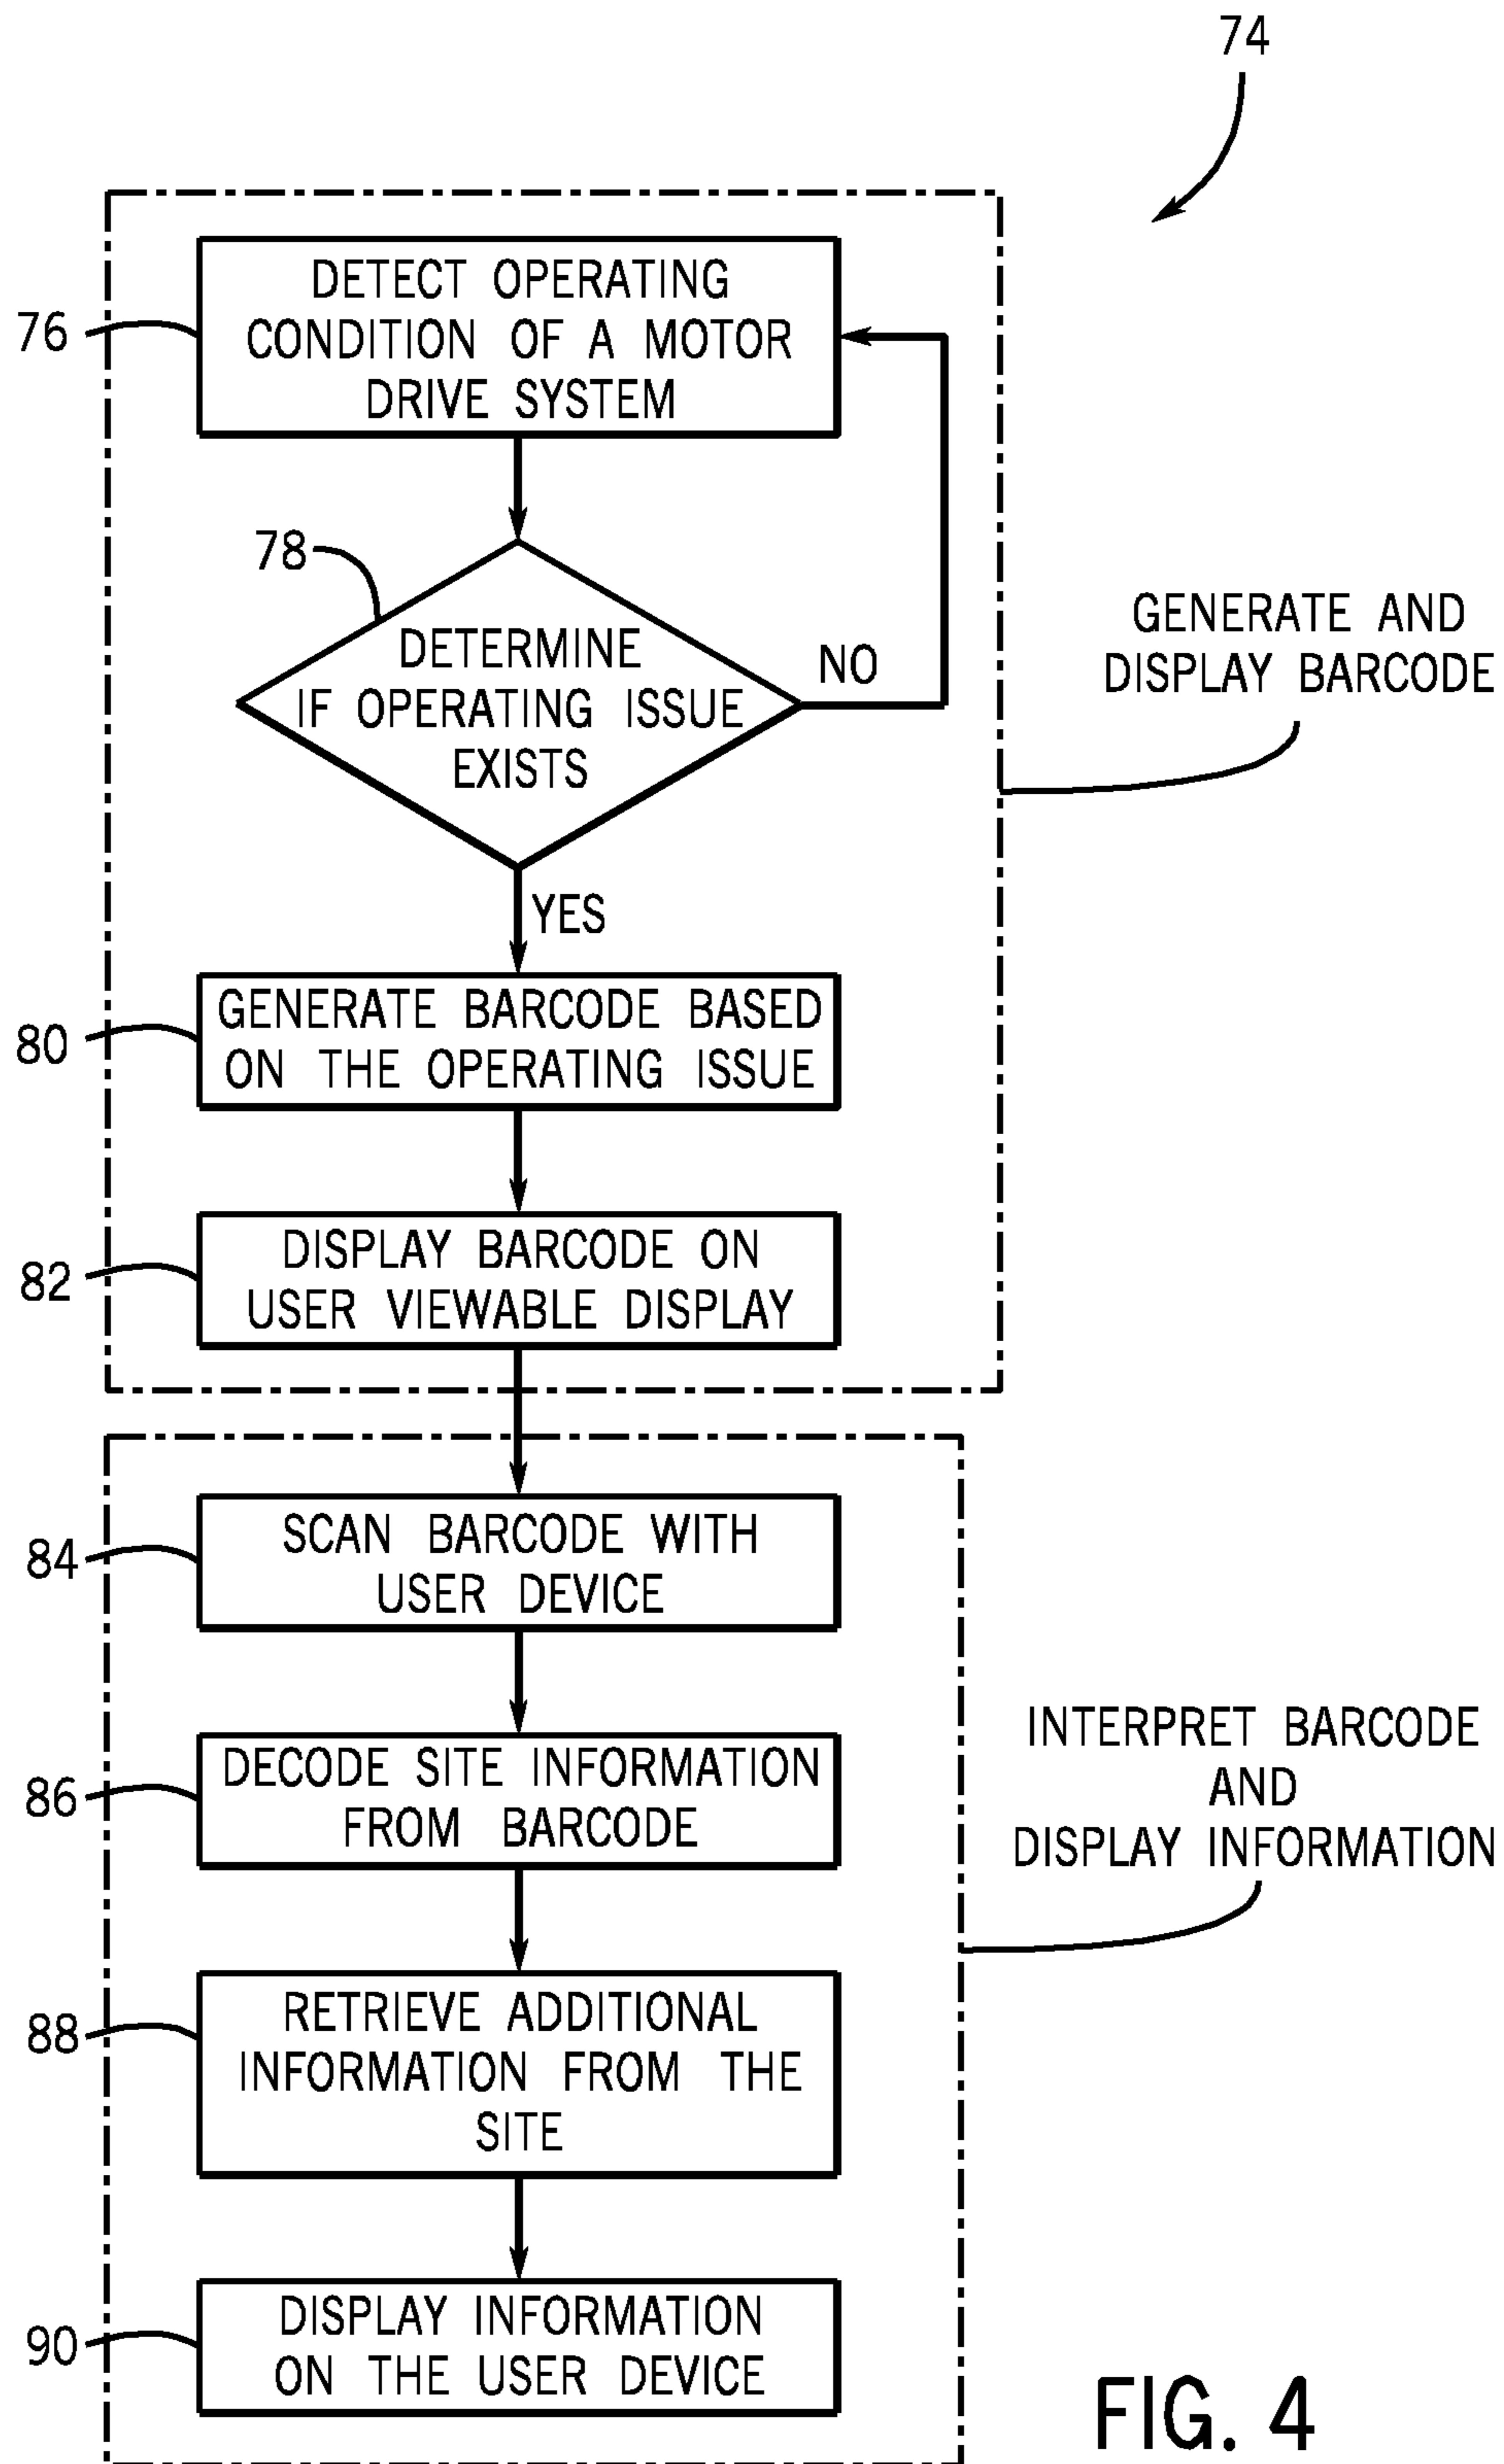 74
76
DETECT OPERATING
CONDITION OF A MOTOR
DRIVE SYSTEM
78
DETERMINE
IF OPERATING ISSUE
EXISTS
NO
GENERATE AND
DISPLAY BARCODE
YES
80
GENERATE BARCODE BASED
ON THE OPERATING ISSUE
82
DISPLAY BARCODE ON
USER VIEWABLE DISPLAY
84
SCAN BARCODE WITH
USER DEVICE
86
DECODE SITE INFORMATION
FROM BARCODE
INTERPRET BARCODE
AND
DISPLAY INFORMATION
88
RETRIEVE ADDITIONAL
INFORMATION FROM THE
SITE
90
DISPLAY INFORMATION
ON THE USER DEVICE
FIG. 4